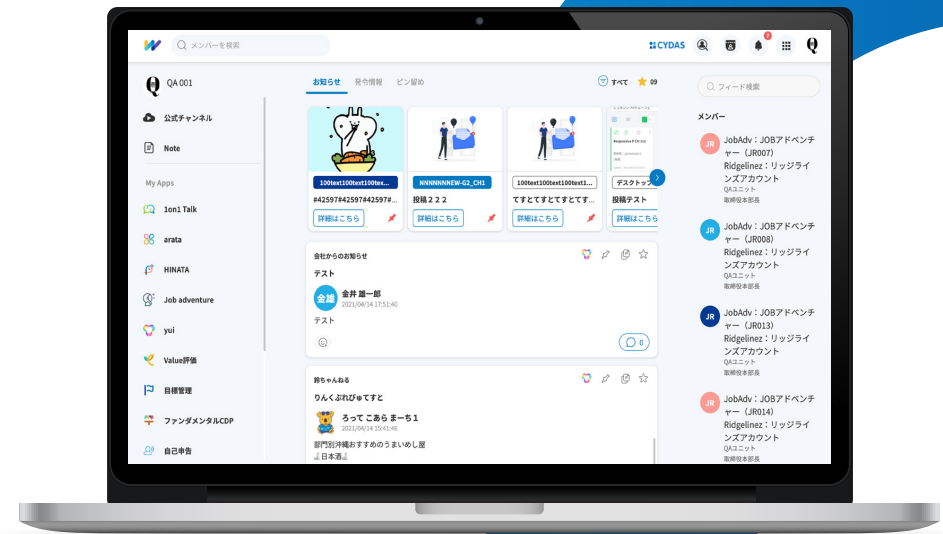 メンバーを検索
CYDAS
7
QA 001
公式チャンネル
Note
My Apps
1on1 Talk
arata
HINATA
Job adventure
yui
Value評価
目標管理
ファンダメンタルCDP
自己申告
お知らせ 発令情報 ピン留め
すべて 09
100text100text100tex...
#42597#42597#42597#...
詳細はこちら
NNNNNNNEW-G2_CH1
投稿２２２
詳細はこちら
100text100text100text1...
てすとてすとてすとてす...
詳細はこちら
デスクトップ
投稿テスト
詳細はこちら
会社からのお知らせ
テスト
金雄
金井 雄一郎
2021/04/14 17:51:40
テスト
0
鈴ちゃんねる
りんくぷれびゅてすと
ろって こあら まーち１
2021/04/14 15:41:46
部門別沖縄おすすめのうまいめし屋
日本酒
フィード検索
メンバー
JR
JobAdv：JOBアドベンチ
ャー（JR007）
Ridgelinez：リッジライ
ンズアカウント
QAユニット
取締役本部長
JR
JobAdv：JOBアドベンチ
ャー（JR008）
Ridgelinez：リッジライ
ンズアカウント
QAユニット
取締役本部長
JR
JobAdv：JOBアドベンチ
ャー（JR013）
Ridgelinez：リッジライ
ンズアカウント
QAユニット
取締役本部長
JR
JobAdv：JOBアドベンチ
ャー（JR014）
Ridgelinez：リッジライ
ンズアカウント
QAユニット
取締役本部長